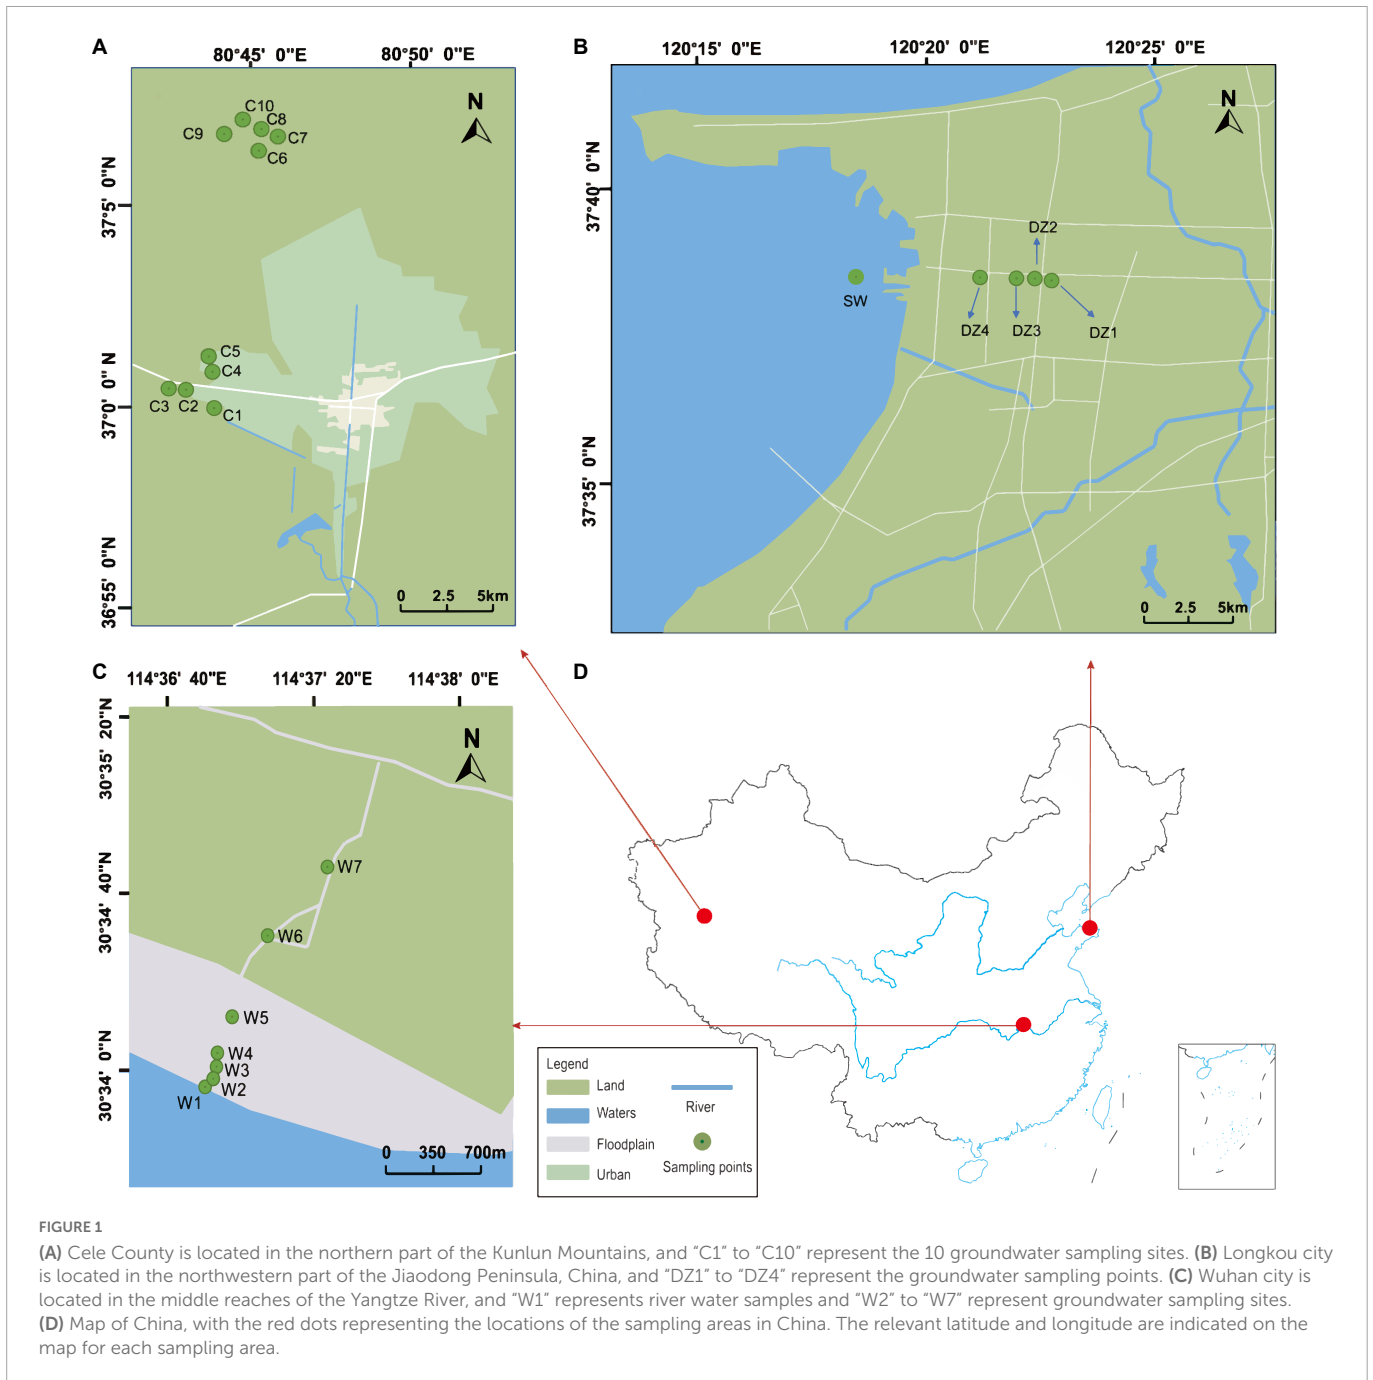 A
80°45' 0"E
80°50' 0"E
N
C10
C8
C9
C7
C6
37°5' 0"N
C5
C4
37°0' 0" N
C3
C2
C1
36°55' 0"N
0 2.5 5km
B
120°15' 0"E
120°20' 0"E
120°25' 0"E
N
37°40' 0"N
DZ2
SW
DZ4
DZ3
DZ1
37°35' 0"N
0 2.5 5km
C
114°36' 40"E
114°37' 20"E
114°38' 0"E
30°35' 20"N
N
W7
30°34' 40"N
W6
W5
30°34' 0"N
W4
W3
W2
W1
0 350 700m
D
Legend
Land
Waters
River
Floodplain
Sampling points
Urban
FIGURE 1
(A) Cele County is located in the northern part of the Kunlun Mountains, and “C1” to “C10” represent the 10 groundwater sampling sites. (B) Longkou city
is located in the northwestern part of the Jiaodong Peninsula, China, and “DZ1” to “DZ4” represent the groundwater sampling points. (C) Wuhan city is
located in the middle reaches of the Yangtze River, and “W1” represents river water samples and “W2” to “W7” represent groundwater sampling sites.
(D) Map of China, with the red dots representing the locations of the sampling areas in China. The relevant latitude and longitude are indicated on the
map for each sampling area.